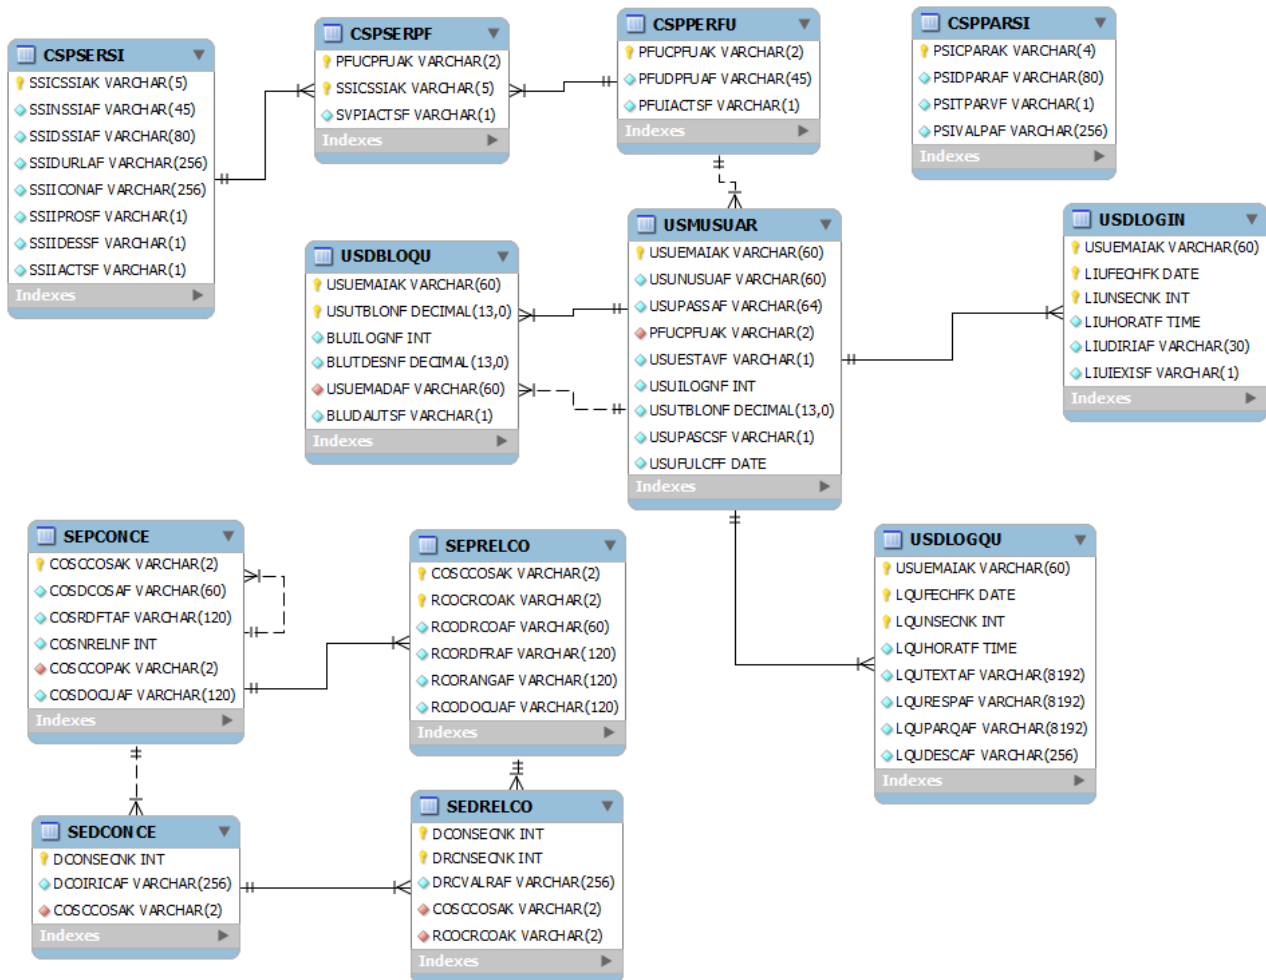 CSPSERSI
SSICSSIAK VARCHAR(5)
SSINSSIAF VARCHAR(45)
SSIDSSIAF VARCHAR(80)
SSIDURLAF VARCHAR(256)
SSIICONAF VARCHAR(256)
SSIIPROSF VARCHAR(1)
SSIIDESSF VARCHAR(1)
SSIIACTSF VARCHAR(1)
Indexes
CSPSERPF
PFUCPFUAK VARCHAR(2)
SSICSSIAK VARCHAR(5)
SVPIACTSF VARCHAR(1)
Indexes
CSPPERFU
PFUCPFUAK VARCHAR(2)
PFUDPFUAF VARCHAR(45)
PFUIACTSF VARCHAR(1)
Indexes
CSPPARSI
PSICPARAK VARCHAR(4)
PSIDPARAF VARCHAR(80)
PSITPARVF VARCHAR(1)
PSIVALPAF VARCHAR(256)
Indexes
USDBLOQU
USUEMAIAK VARCHAR(60)
USUTBLONF DECIMAL(13,0)
BLUILOGNF INT
BLUTDESNF DECIMAL(13,0)
USUEMADAF VARCHAR(60)
BLUDAUTSF VARCHAR(1)
Indexes
USMUSUAR
USUEMAIAK VARCHAR(60)
USUNUSUAF VARCHAR(60)
USUPASSAF VARCHAR(64)
PFUCPFUAK VARCHAR(2)
USUESTAVF VARCHAR(1)
USUILOGNF INT
USUTBLONF DECIMAL(13,0)
USUPASCSF VARCHAR(1)
USUFULCFF DATE
Indexes
USDLOGIN
USUEMAIAK VARCHAR(60)
LIUFECHFK DATE
LIUNSECNK INT
LIUHORATF TIME
LIUDIRIAF VARCHAR(30)
LIUIEXISF VARCHAR(1)
Indexes
SEPCONCE
COSCCOSAK VARCHAR(2)
COSDCOSAF VARCHAR(60)
COSRDFTAF VARCHAR(120)
COSNRELNF INT
COSCCOPAK VARCHAR(2)
COSDOCUAF VARCHAR(120)
Indexes
SEPRELCO
COSCCOSAK VARCHAR(2)
RCOCRCOAK VARCHAR(2)
RCODRCOAF VARCHAR(60)
RCORDFRAF VARCHAR(120)
RCORANGAF VARCHAR(120)
RCODOCUAF VARCHAR(120)
Indexes
USDLOGQU
USUEMAIAK VARCHAR(60)
LQUFECHFK DATE
LQUNSECNK INT
LQUHORATF TIME
LQUTEXTAF VARCHAR(8192)
LQURESPAF VARCHAR(8192)
LQUPARQAF VARCHAR(8192)
LQUDESCAF VARCHAR(256)
Indexes
SEDCONCE
DCONSECNK INT
DCOIRICAF VARCHAR(256)
COSCCOSAK VARCHAR(2)
Indexes
SEDRELCO
DCONSECNK INT
DRCNSECNK INT
DRCVALRAF VARCHAR(256)
COSCCOSAK VARCHAR(2)
RCOCRCOAK VARCHAR(2)
Indexes